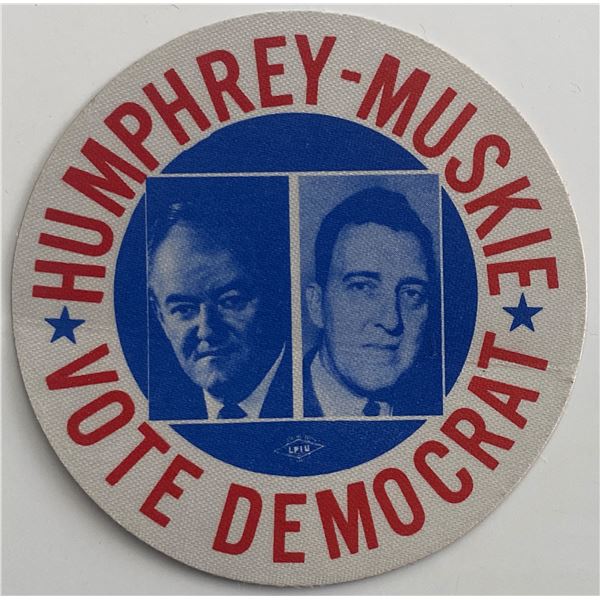 HUMPHREY-MUSKIE
★ VOTE DEMOCRAT ★
LPIU